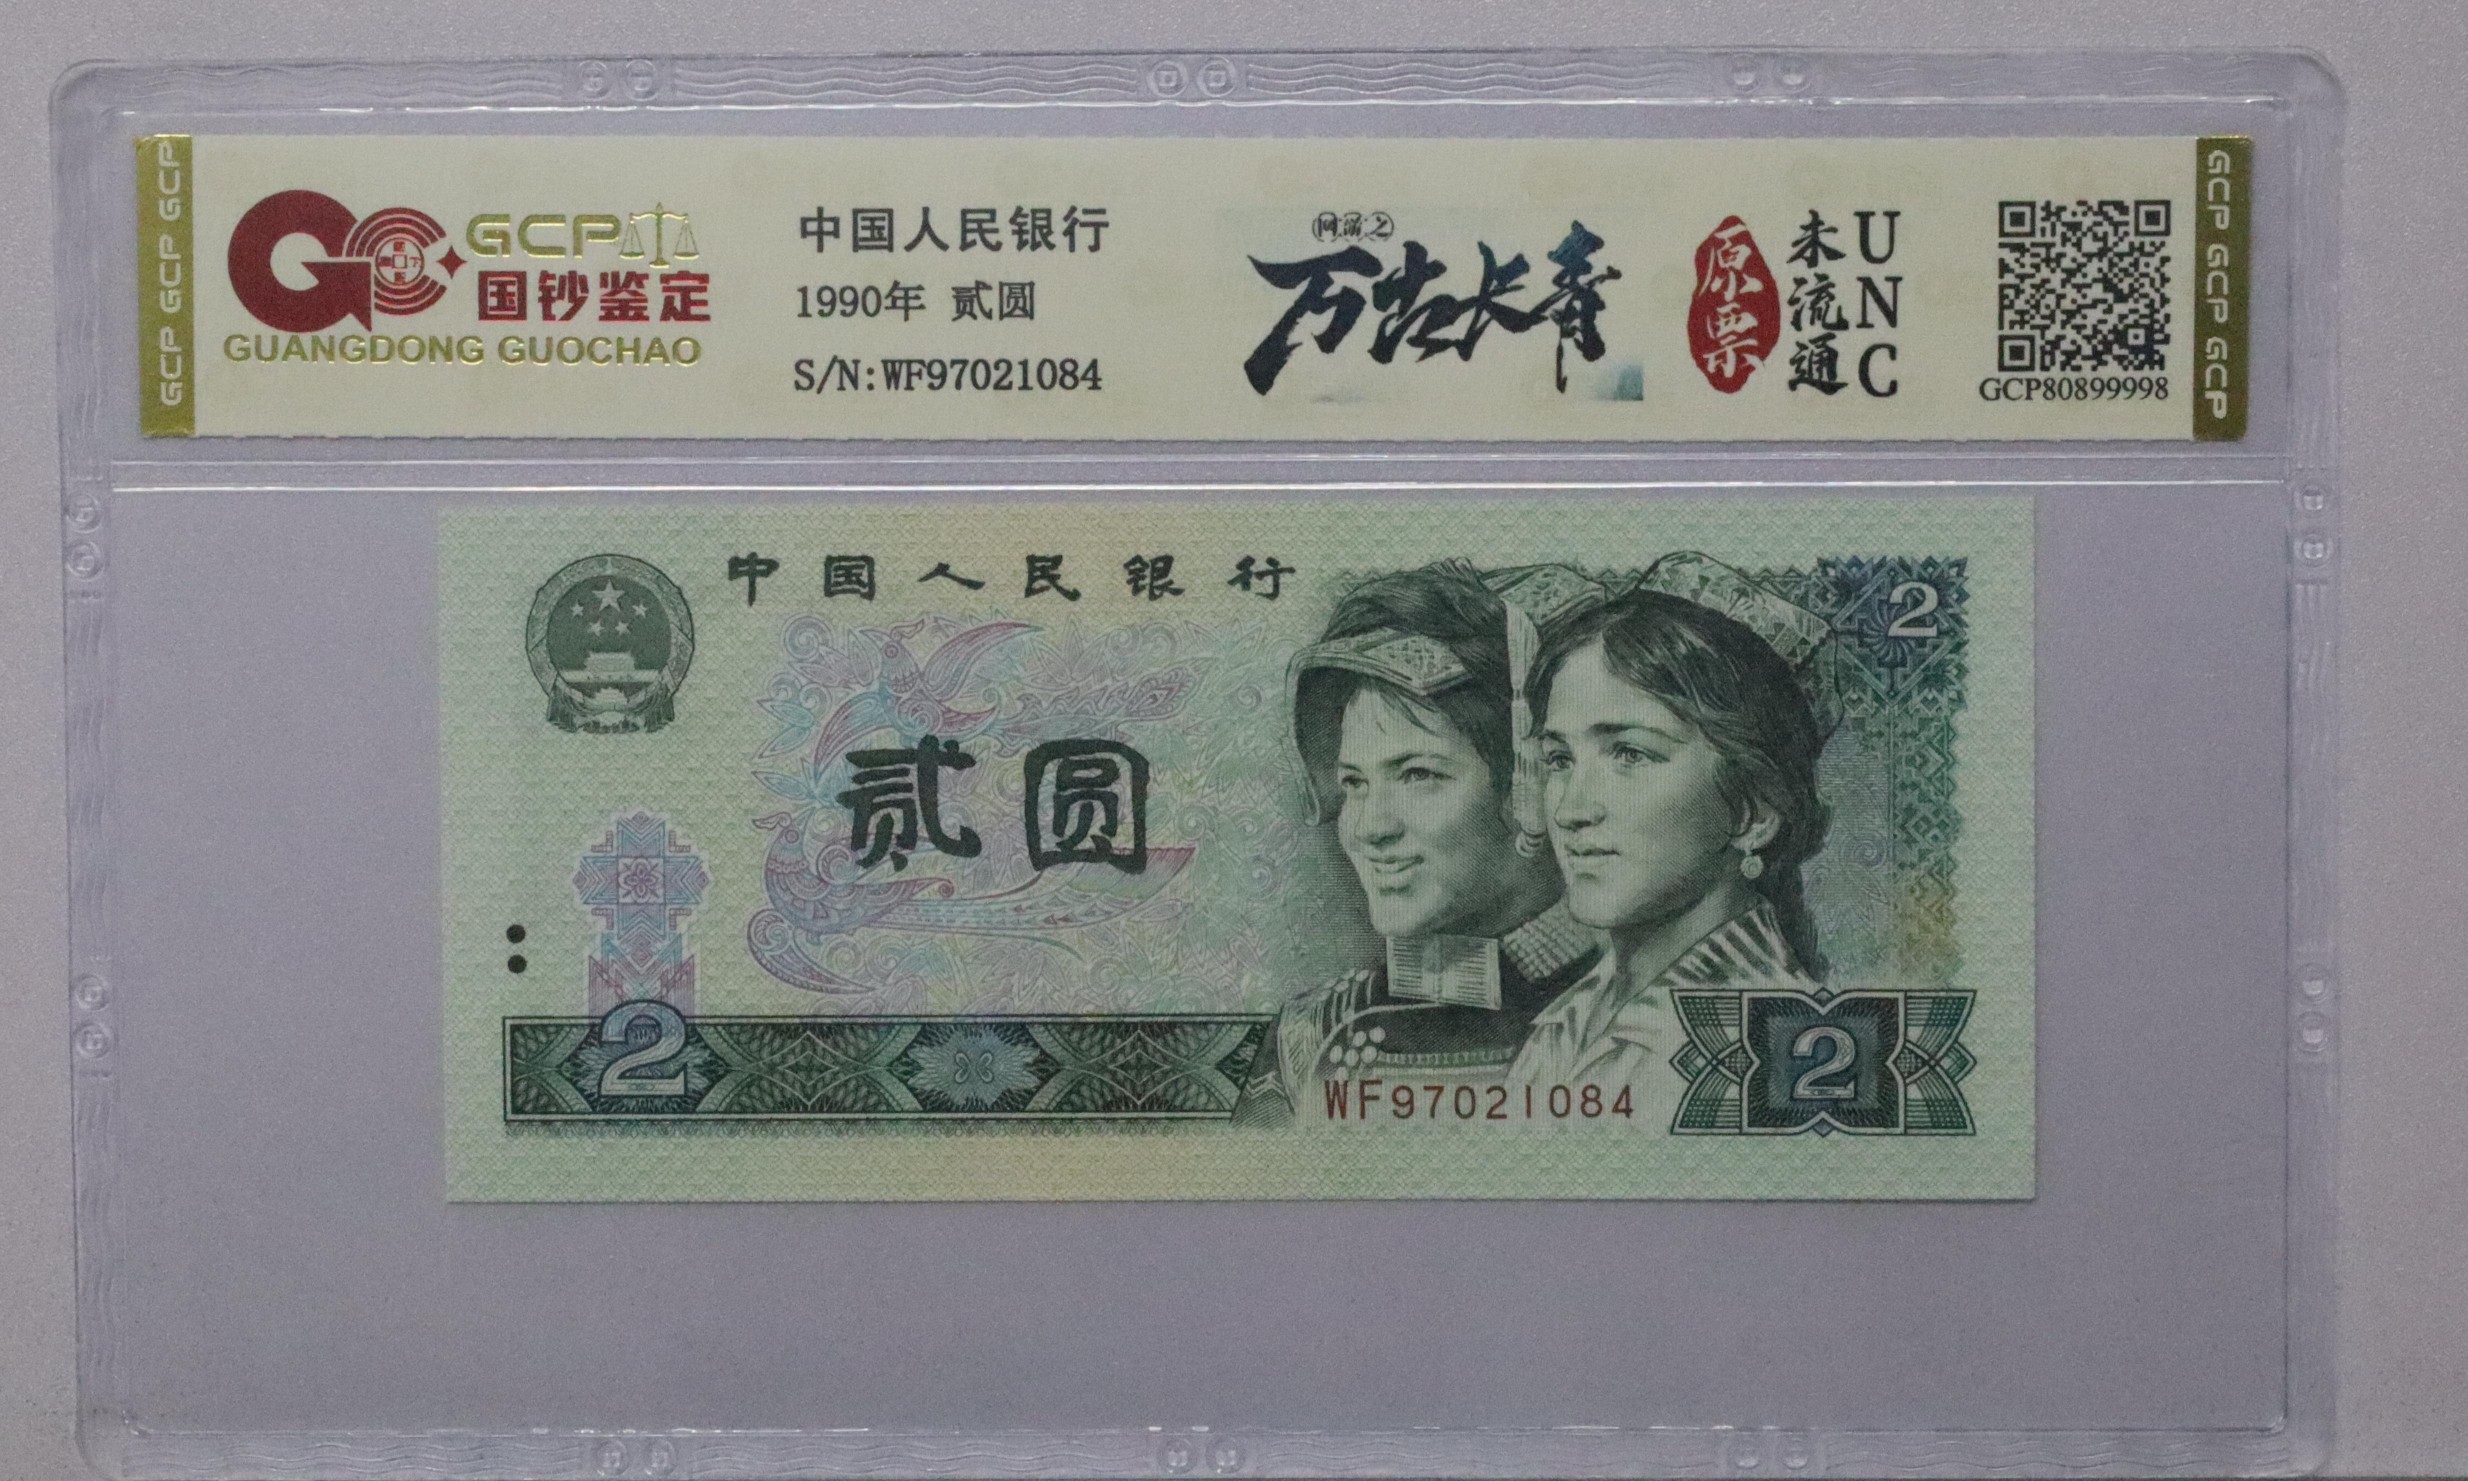 GCP GCP GCP
GCP
国钞鉴定
GUANGDONG GUOCHAO
中国人民银行
1990年 贰圆
S/N:WF97021084
万古长青
原票
未流通
UNC
GCP80899998
GCP GCP GCP GCP
中国人民银行
2
贰圆
2
WF97021084
2